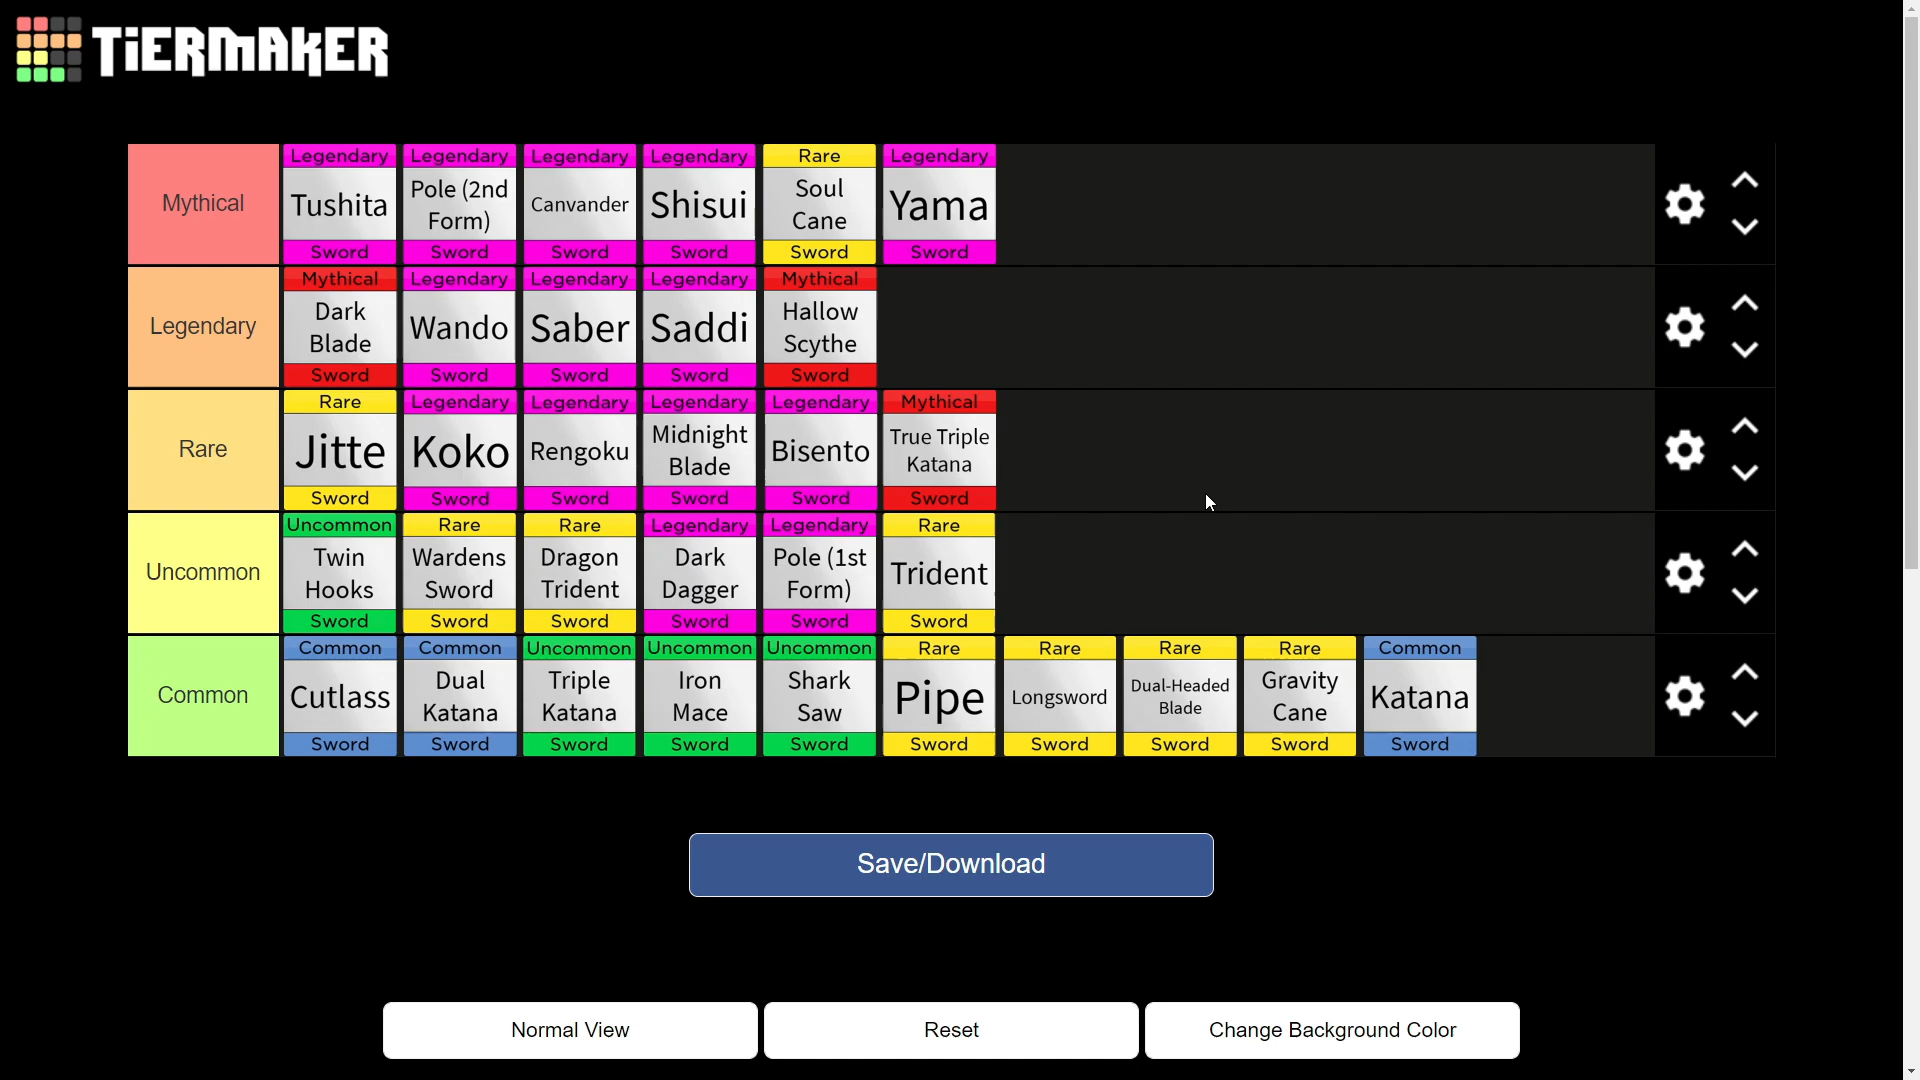 TiERMAKER
Mythical
Legendary Legendary Legendary Legendary Rare Legendary
Tushita Pole (2nd Form) Canvander Shisui Soul Cane Yama
Sword Sword Sword Sword Sword Sword
Legendary
Mythical Legendary Legendary Legendary Mythical
Dark Blade Wando Saber Saddi Hallow Scythe
Sword Sword Sword Sword Sword
Rare
Rare Legendary Legendary Legendary Legendary Mythical
Jitte Koko Rengoku Midnight Blade Bisento True Triple Katana
Sword Sword Sword Sword Sword Sword
Uncommon
Uncommon Rare Rare Legendary Legendary Rare
Twin Hooks Wardens Sword Dragon Trident Dark Dagger Pole (1st Form) Trident
Sword Sword Sword Sword Sword Sword
Common
Common Common Uncommon Uncommon Uncommon Rare Rare Rare Rare Common
Cutlass Dual Katana Triple Katana Iron Mace Shark Saw Pipe Longsword Dual-Headed Blade Gravity Cane Katana
Sword Sword Sword Sword Sword Sword Sword Sword Sword Sword
Save/Download
Normal View
Reset
Change Background Color